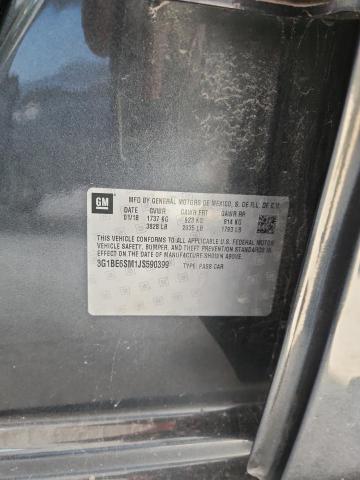 GM
MFD BY GENERAL MOTORS DE MEXICO, S. DE R.L. DE C.V.
DATE GVWR GAWR FRT GAWR RR
01/18 1737 KG 923 KG 814 KG
3828 LB 2035 LB 1793 LB
THIS VEHICLE CONFORMS TO ALL APPLICABLE U.S. FEDERAL MOTOR
VEHICLE SAFETY, BUMPER, AND THEFT PREVENTION STANDARDS IN
EFFECT ON THE DATE OF MANUFACTURE SHOWN ABOVE.
3G1BE6SM1JS590399 TYPE: PASS CAR